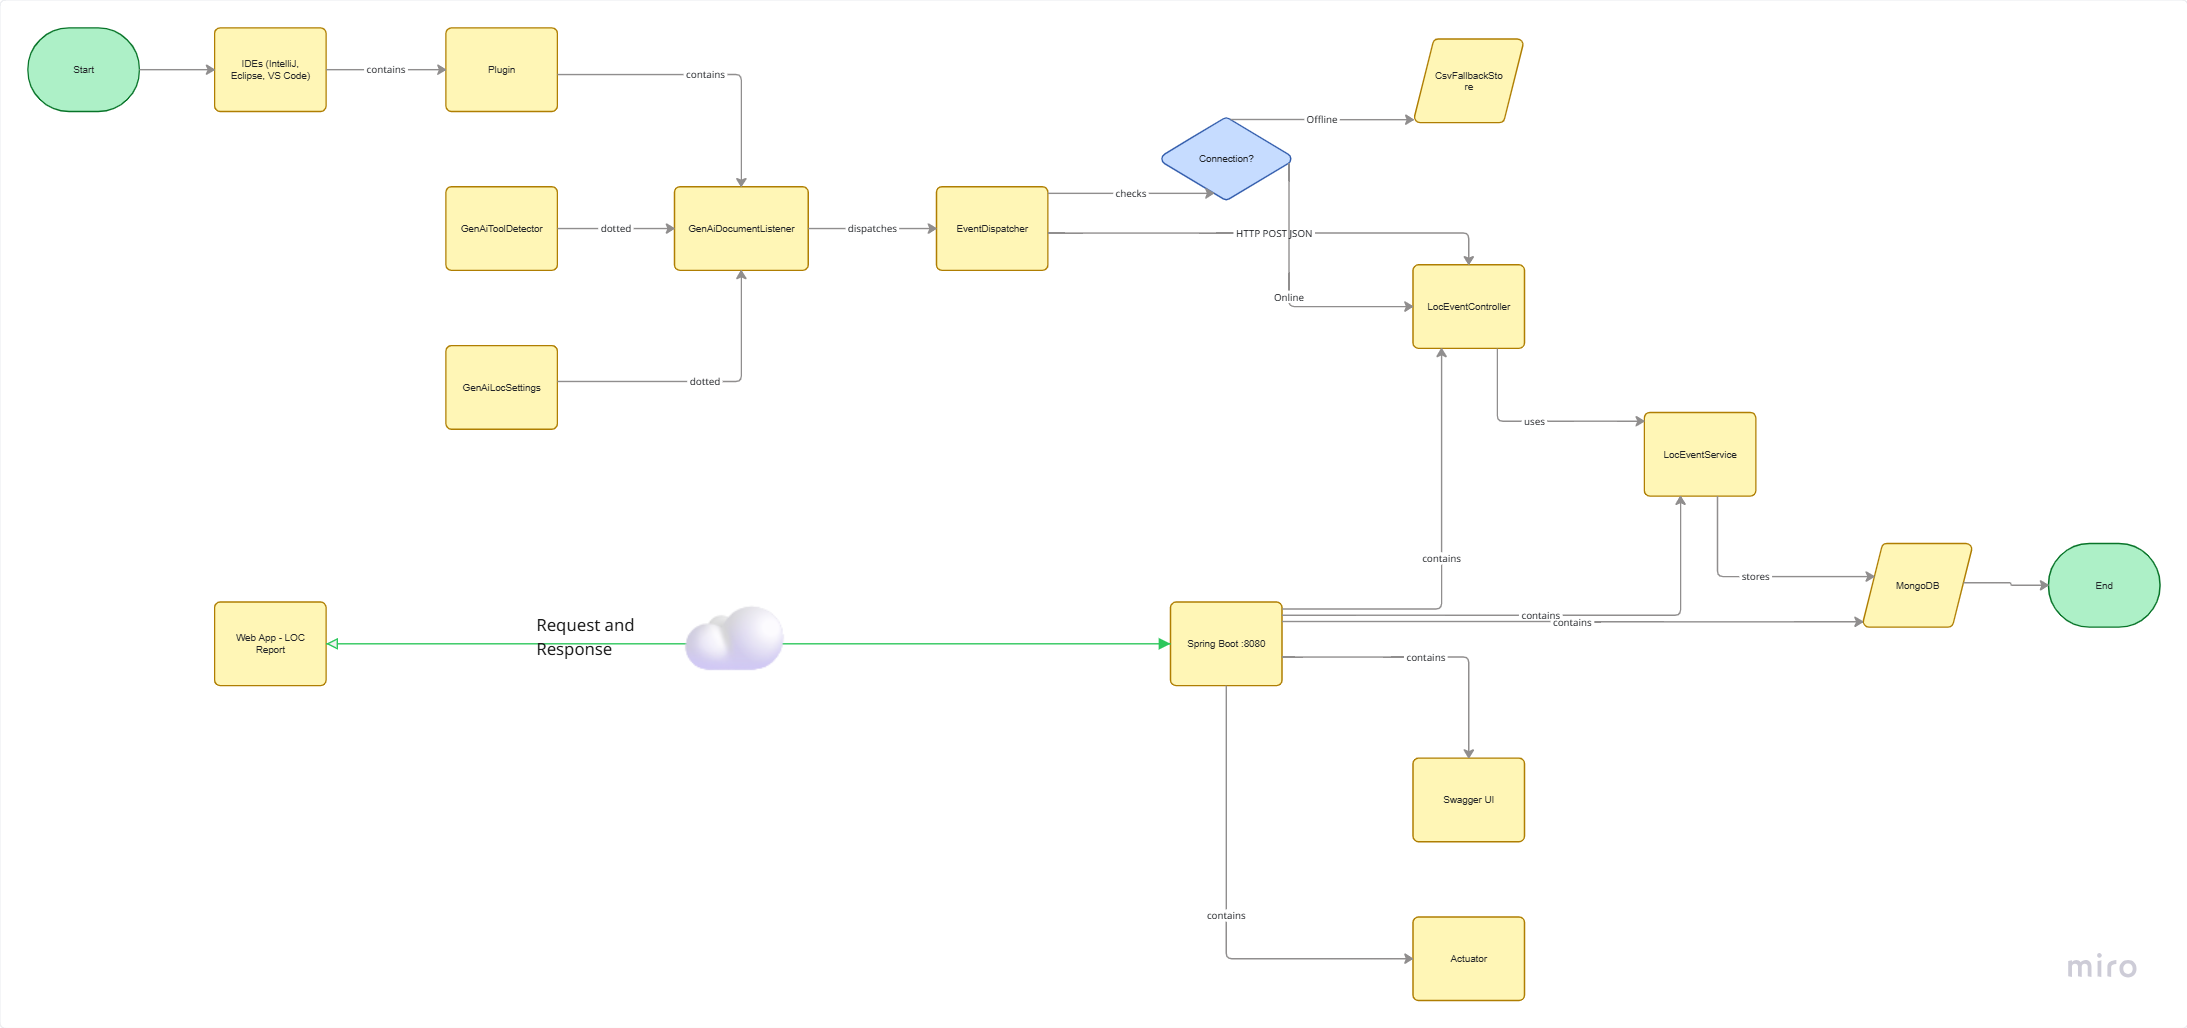 Start
IDEs (IntelliJ,
Eclipse, VS Code)
contains
Plugin
contains
CsvFallbackSto
re
Offline
Connection?
checks
GenAiToolDetector
dotted
GenAiDocumentListener
dispatches
EventDispatcher
HTTP POST JSON
Online
LocEventController
GenAiLocSettings
dotted
uses
LocEventService
contains
stores
MongoDB
End
contains
contains
Web App - LOC
Report
Request and
Response
Spring Boot :8080
contains
Swagger UI
contains
Actuator
miro